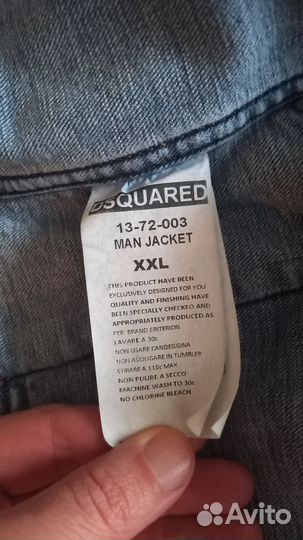 DSQUARED
13-72-003
MAN JACKET
XXL
THIS PRODUCT HAVE BEEN
EXCLUSIVELY DESIGNED FOR YOU
QUALITY AND FINISHING HAVE
BEEN SPECIALLY CHECKED AND
APPROPRIATELY PRODUCED AS
PER BRAND CRITERION
LAVARE A 30c
NON USARE CANDEGGINA
NON ASCILIGARE IN TUMBLER
STIRARE A 110c MAX
NON PULIRE A SECCO
MACHINE WASH TO 30c
NO CHLORINE BLEACH
Avito